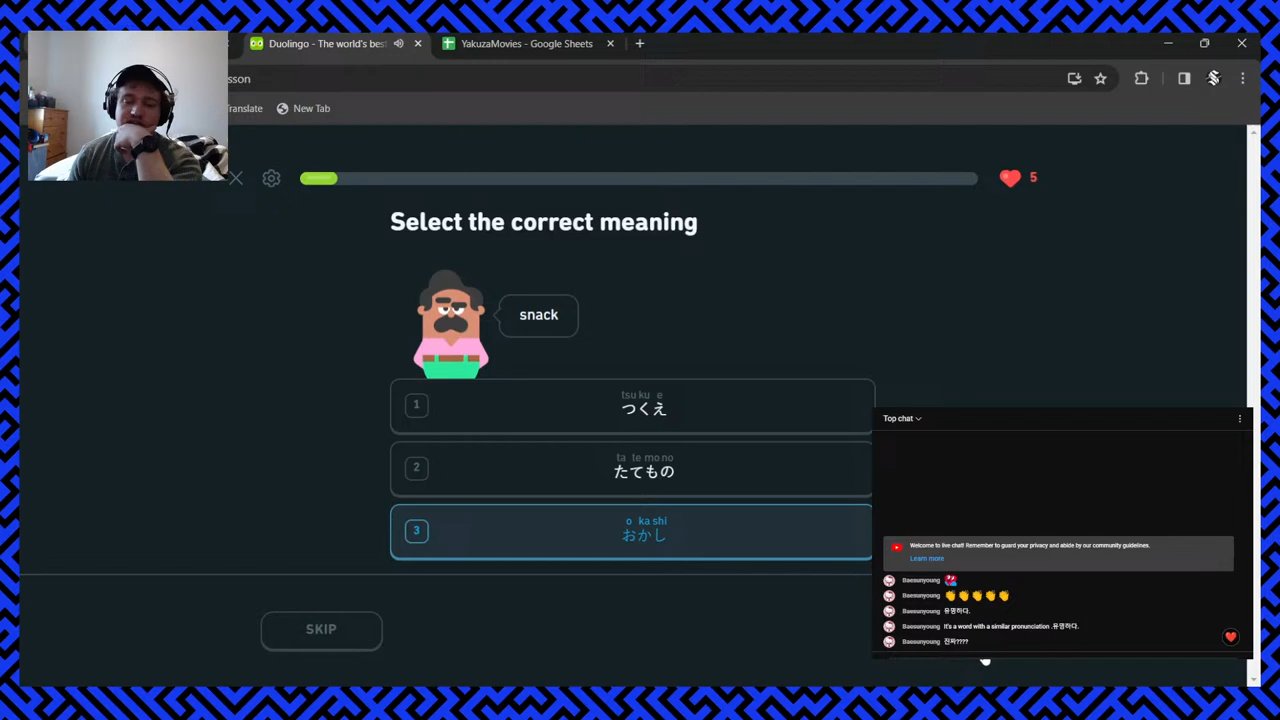 Duolingo - The world's best
YakuzaMovies - Google Sheets
sson
Translate
New Tab
5
Select the correct meaning
snack
1
tsu ku e
つくえ
2
ta te mo no
たてもの
3
o ka shi
おかし
SKIP
Top chat
Welcome to live chat! Remember to guard your privacy and abide by our community guidelines.
Learn more
Baesunyoung
Baesunyoung 👏👏👏👏👏
Baesunyoung 유명하다.
Baesunyoung It's a word with a similar pronunciation .유명하다.
Baesunyoung 진짜????